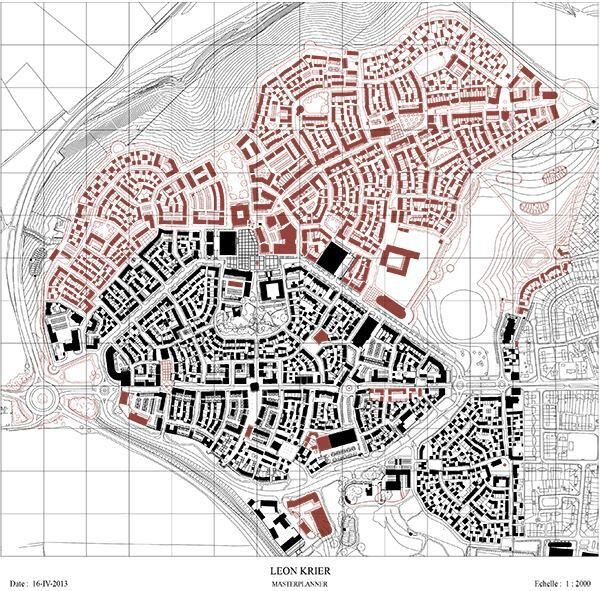 LEON KRIER
Date : 16-IV-2013
MASTERPLANNER
Echelle : 1 : 2000